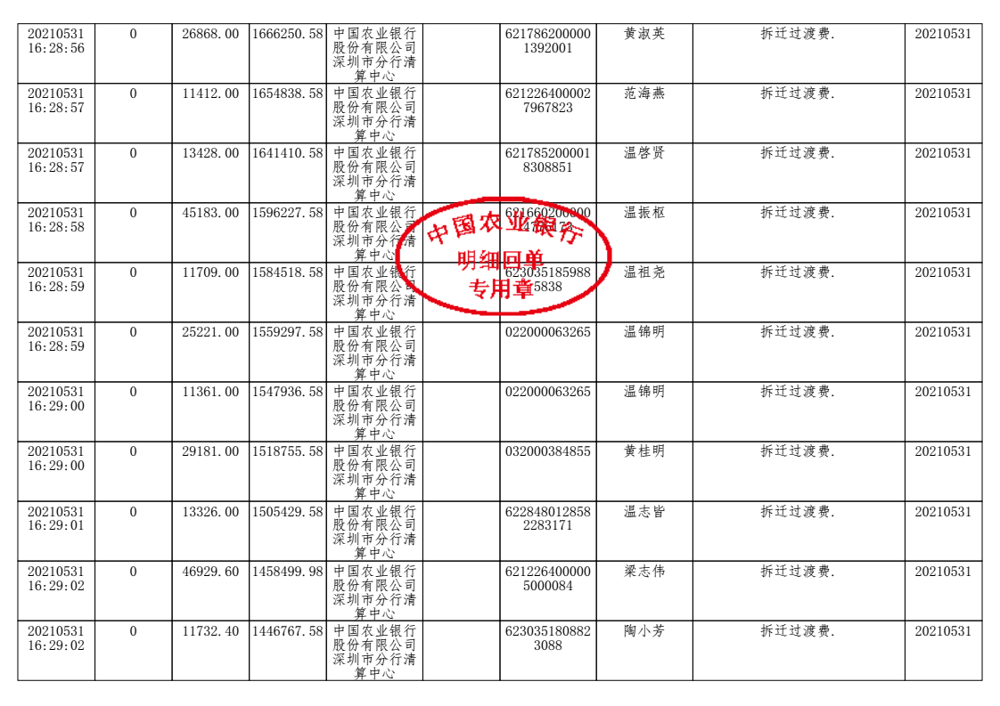 20210531 0 26868.00 1666250.58 中国农业银行 621786200000 黄淑英 拆迁过渡费. 20210531
16:28:56 股份有限公司 1392001
深圳市分行清
算中心
20210531 0 11412.00 1654838.58 中国农业银行 621226400002 范海燕 拆迁过渡费. 20210531
16:28:57 股份有限公司 7967823
深圳市分行清
算中心
20210531 0 13428.00 1641410.58 中国农业银行 621785200001 温啓贤 拆迁过渡费. 20210531
16:28:57 股份有限公司 8308851
深圳市分行清
算中心
20210531 0 45183.00 1596227.58 中国农业银行 621660200000 温振枢 拆迁过渡费. 20210531
16:28:58 股份有限公司
深圳市分行清
算中心
中国农业银行
明细回单
专用章
20210531 0 11709.00 1584518.58 中国农业银行 623035185988 温祖尧 拆迁过渡费. 20210531
16:28:59 股份有限公司 5838
深圳市分行清
算中心
20210531 0 25221.00 1559297.58 中国农业银行 022000063265 温锦明 拆迁过渡费. 20210531
16:28:59 股份有限公司
深圳市分行清
算中心
20210531 0 11361.00 1547936.58 中国农业银行 022000063265 温锦明 拆迁过渡费. 20210531
16:29:00 股份有限公司
深圳市分行清
算中心
20210531 0 29181.00 1518755.58 中国农业银行 032000384855 黄桂明 拆迁过渡费. 20210531
16:29:00 股份有限公司
深圳市分行清
算中心
20210531 0 13326.00 1505429.58 中国农业银行 622848012858 温志皆 拆迁过渡费. 20210531
16:29:01 股份有限公司 2283171
深圳市分行清
算中心
20210531 0 46929.60 1458499.98 中国农业银行 621226400000 梁志伟 拆迁过渡费. 20210531
16:29:02 股份有限公司 5000084
深圳市分行清
算中心
20210531 0 11732.40 1446767.58 中国农业银行 623035180882 陶小芳 拆迁过渡费. 20210531
16:29:02 股份有限公司 3088
深圳市分行清
算中心